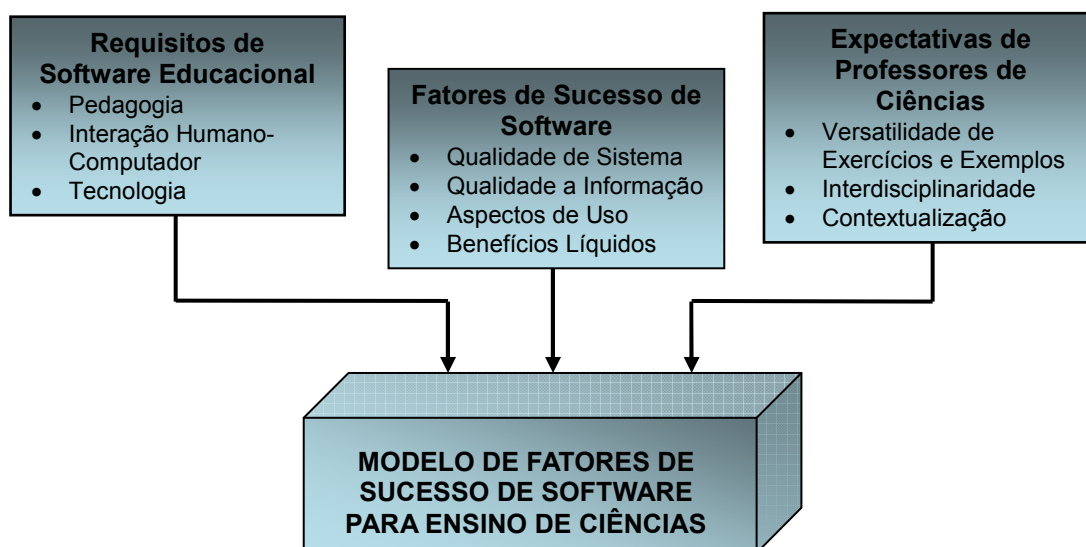 Requisitos de
Software Educacional
• Pedagogia
• Interação Humano-
Computador
• Tecnologia
Fatores de Sucesso de
Software
• Qualidade de Sistema
• Qualidade a Informação
• Aspectos de Uso
• Benefícios Líquidos
Expectativas de
Professores de
Ciências
• Versatilidade de
Exercícios e Exemplos
• Interdisciplinaridade
• Contextualização
MODELO DE FATORES DE
SUCESSO DE SOFTWARE
PARA ENSINO DE CIÊNCIAS